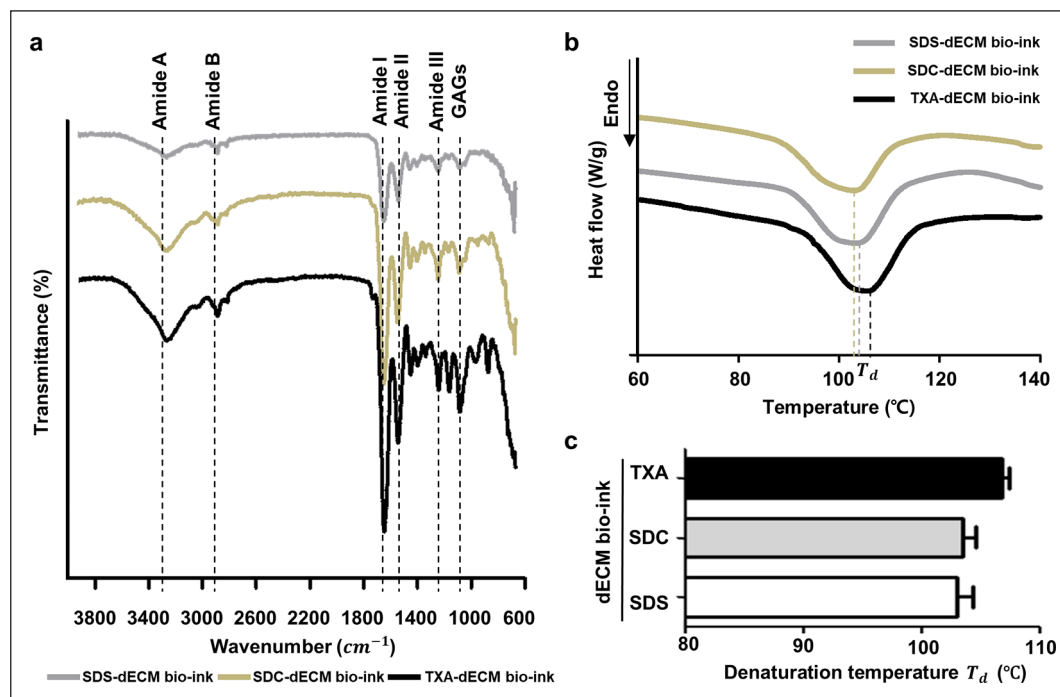 a
Amide A
Amide B
Amide I
Amide II
Amide III
GAGs
Transmittance (%)
3800 3400 3000 2600 2200 1800 1400 1000 600
Wavenumber (cm⁻¹)
SDS-dECM bio-ink SDC-dECM bio-ink TXA-dECM bio-ink
b
SDS-dECM bio-ink
SDC-dECM bio-ink
TXA-dECM bio-ink
Endo
Heat flow (W/g)
60 80 100 120 140
T_d
Temperature (℃)
c
dECM bio-ink
TXA
SDC
SDS
80 90 100 110
Denaturation temperature T_d (℃)